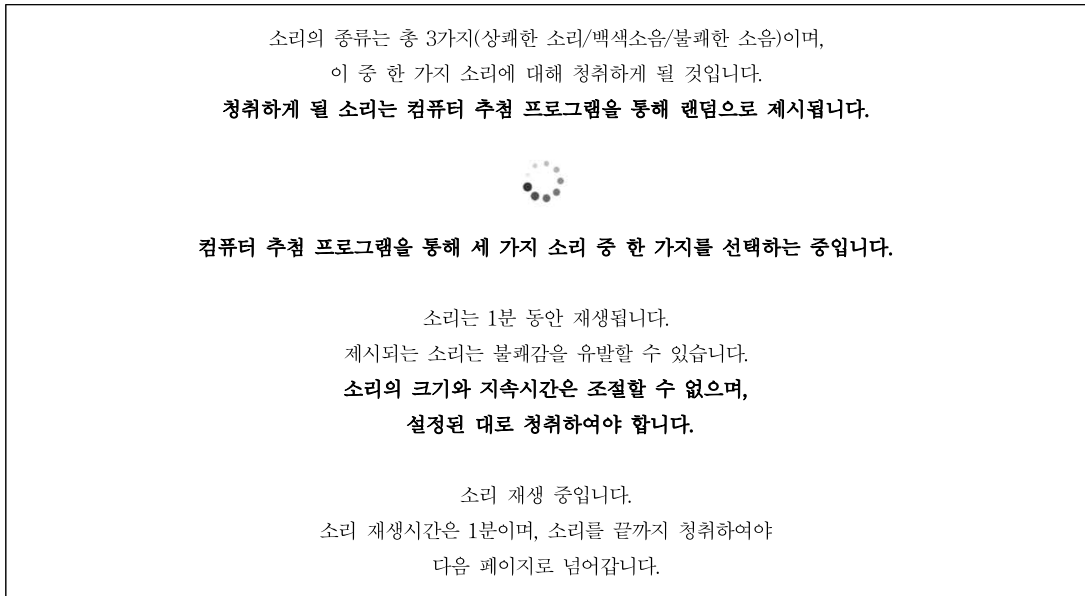 소리의 종류는 총 3가지(상쾌한 소리/백색소음/불쾌한 소음)이며,
이 중 한 가지 소리에 대해 청취하게 될 것입니다.
청취하게 될 소리는 컴퓨터 추첨 프로그램을 통해 랜덤으로 제시됩니다.
컴퓨터 추첨 프로그램을 통해 세 가지 소리 중 한 가지를 선택하는 중입니다.
소리는 1분 동안 재생됩니다.
제시되는 소리는 불쾌감을 유발할 수 있습니다.
소리의 크기와 지속시간은 조절할 수 없으며,
설정된 대로 청취하여야 합니다.
소리 재생 중입니다.
소리 재생시간은 1분이며, 소리를 끝까지 청취하여야
다음 페이지로 넘어갑니다.